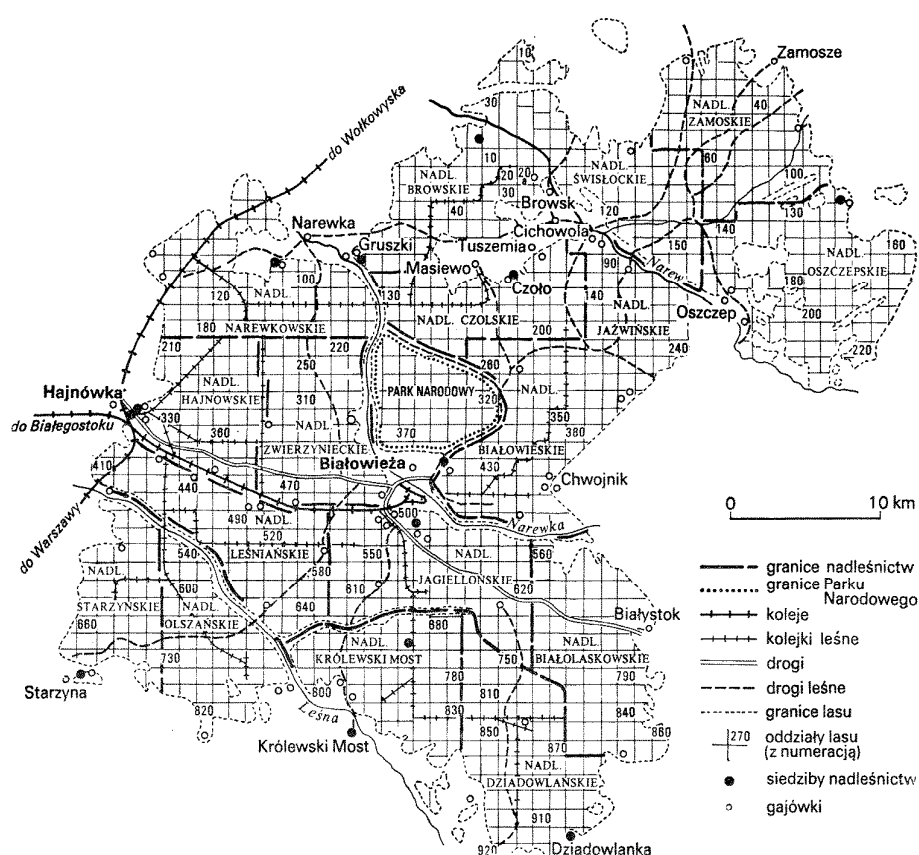 10
Zamosze
30
NADL.
ZAMOSKIE
40
do Wołkowyska
10
NADL.
BROWSKIE
20
20
a
30
NADL.
ŚWISŁOCKIE
60
100
40
Browsk
120
130
Narewka
Cichowola
140
Gruszki
Tuszemia
150
160
Masiewo
90
Narew
NADL.
OSZCZEPSKIE
100
Czoło
180
120
NADL.
130
140
NADL.
JAŹWIŃSKIE
Oszczep
200
NAREWKOWSKIE
180
NADL. CZOLSKIE
200
210
220
240
220
250
260
NADL.
HAJNOWSKIE
PARK NARODOWY
NADL.
Hajnówka
310
320
do Białegostoku
330
350
360
NADL.
370
380
ZWIERZYNIECKIE
BIAŁOWIESKIE
410
Białowieża
430
Chwojnik
440
470
0 10 km
do Warszawy
490
NADL.
500
Narewka
520
540
LEŚNIAŃSKIE
550
NADL.
560
NADL.
580
JAGIELLOŃSKIE
STARZYŃSKIE
600
NADL.
OLSZAŃSKIE
610
620
640
Białystok
660
680
NADL.
KRÓLEWSKI MOST
NADL.
BIAŁOLASKOWSKIE
730
750
Starzyna
780
790
800
810
820
Leśna
830
840
Królewski Most
850
860
870
NADL.
DZIADOWLAŃSKIE
910
920
Dziadowlanka
granice nadleśnictw
granice Parku
Narodowego
koleje
kolejki leśne
drogi
drogi leśne
granice lasu
270 oddziały lasu
(z numeracją)
siedziby nadleśnictw
gajówki